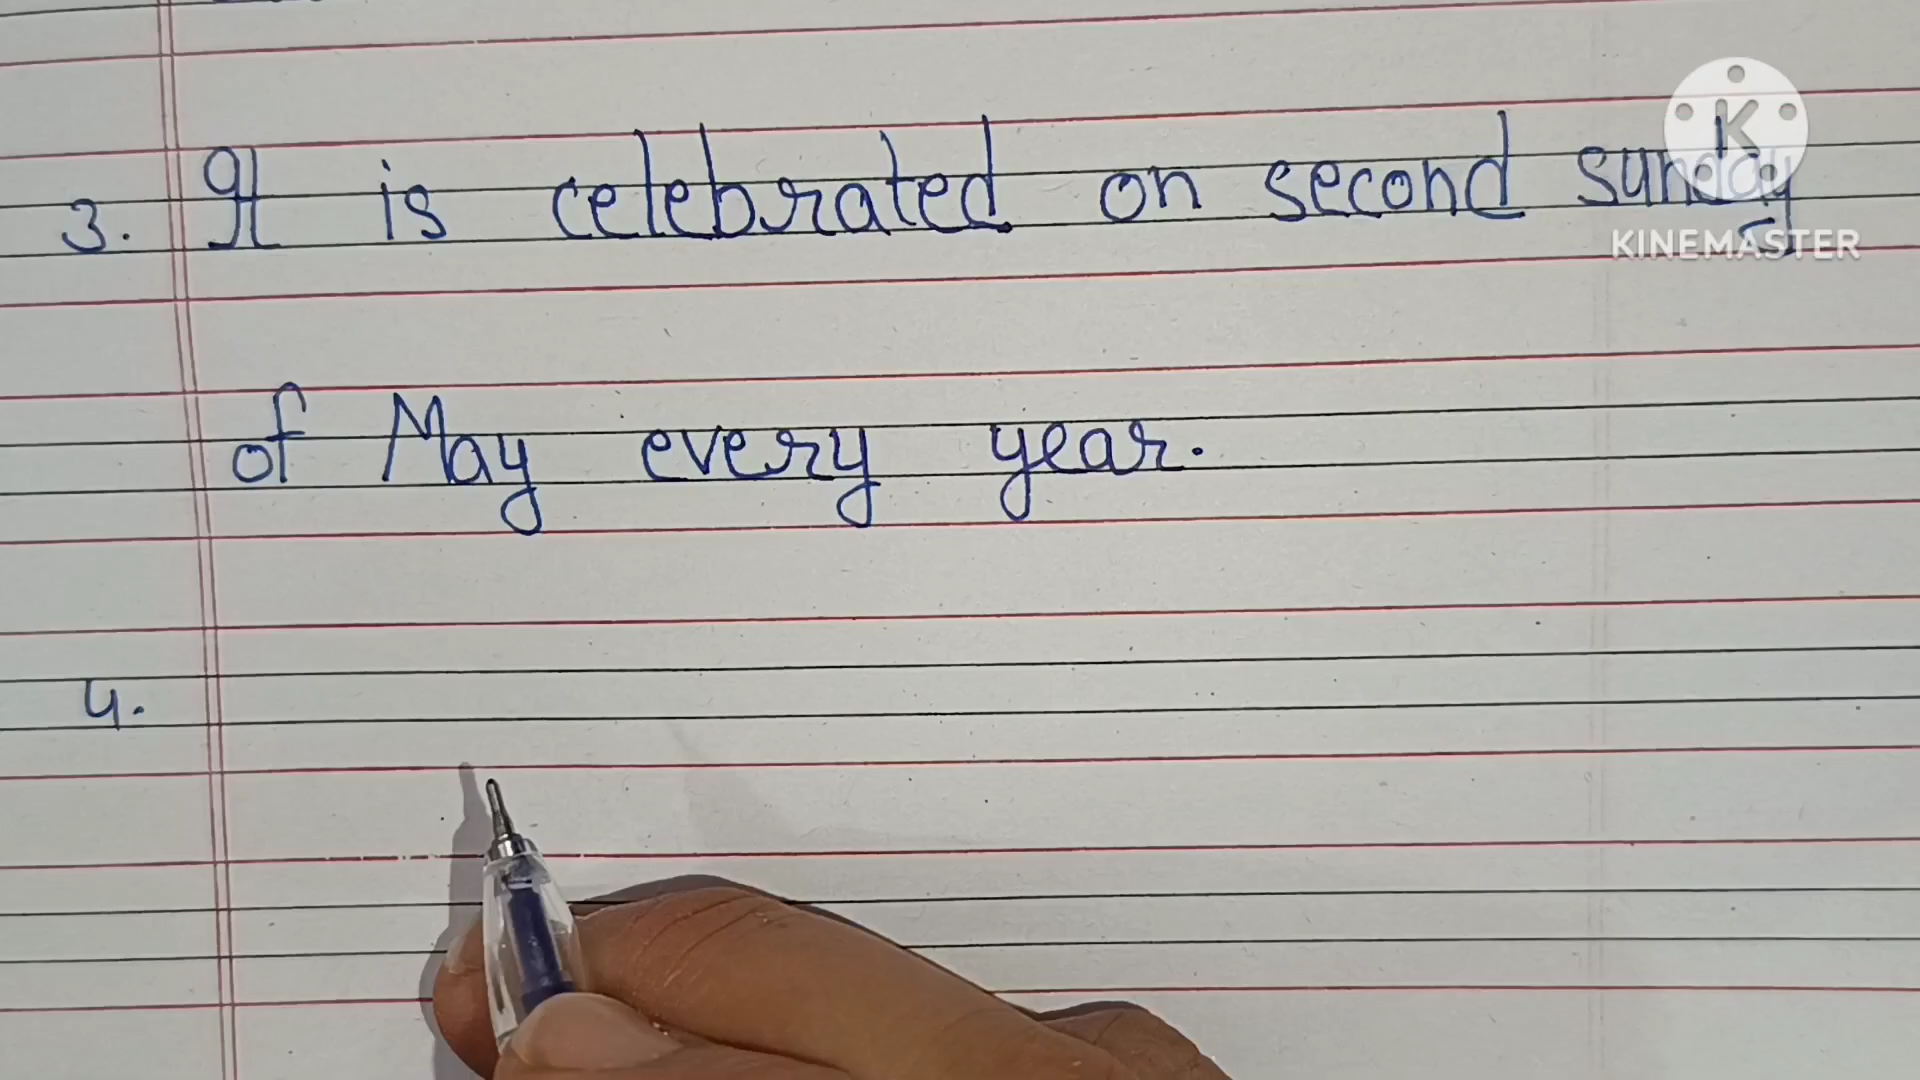 3. It is celebrated on second sunday
of May every year.
4.
K
KINEMASTER